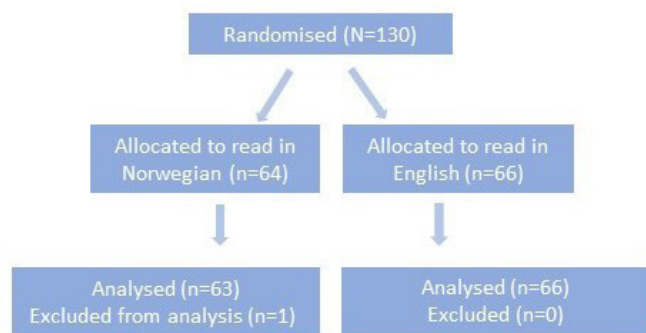 Randomised (N=130)
Allocated to read in
Norwegian (n=64)
Allocated to read in
English (n=66)
Analysed (n=63)
Excluded from analysis (n=1)
Analysed (n=66)
Excluded (n=0)